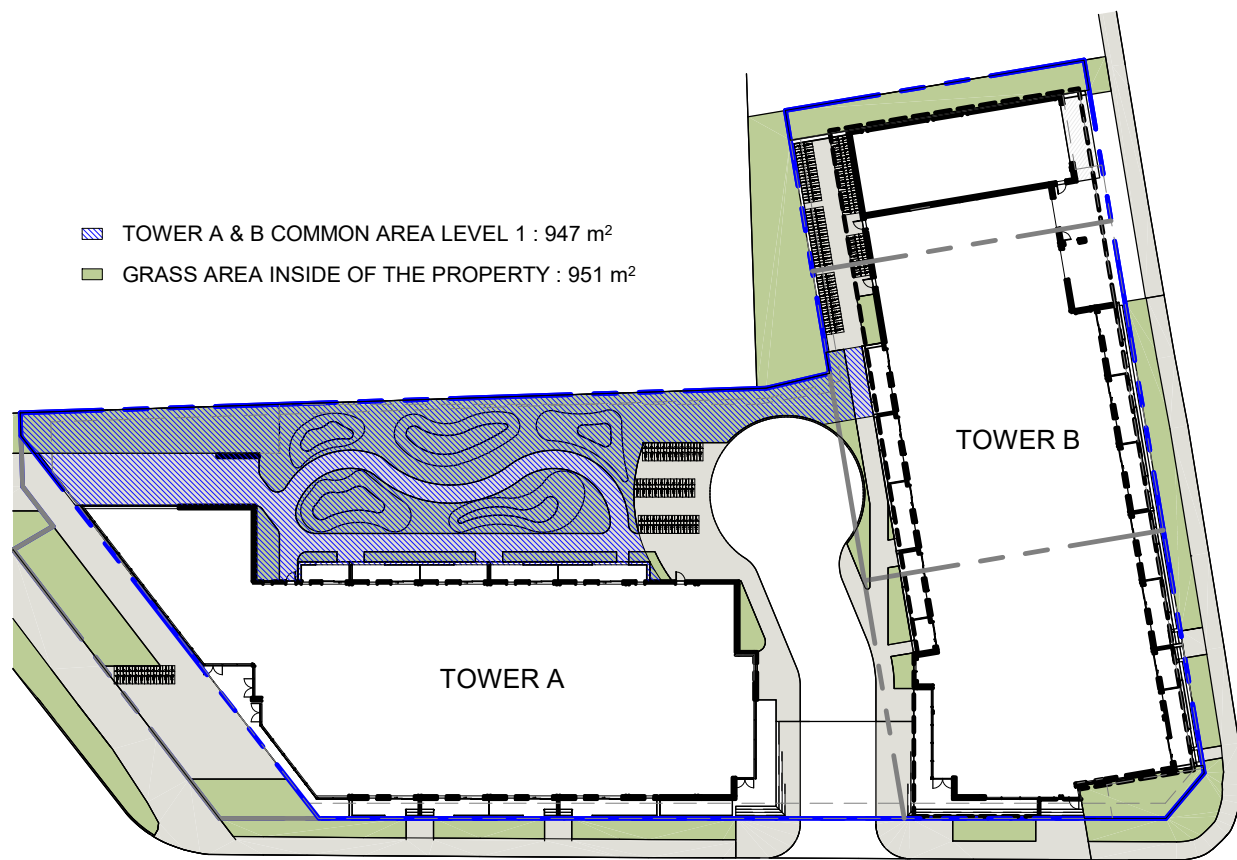 TOWER A & B COMMON AREA LEVEL 1 : 947 m²
GRASS AREA INSIDE OF THE PROPERTY : 951 m²
TOWER B
TOWER A